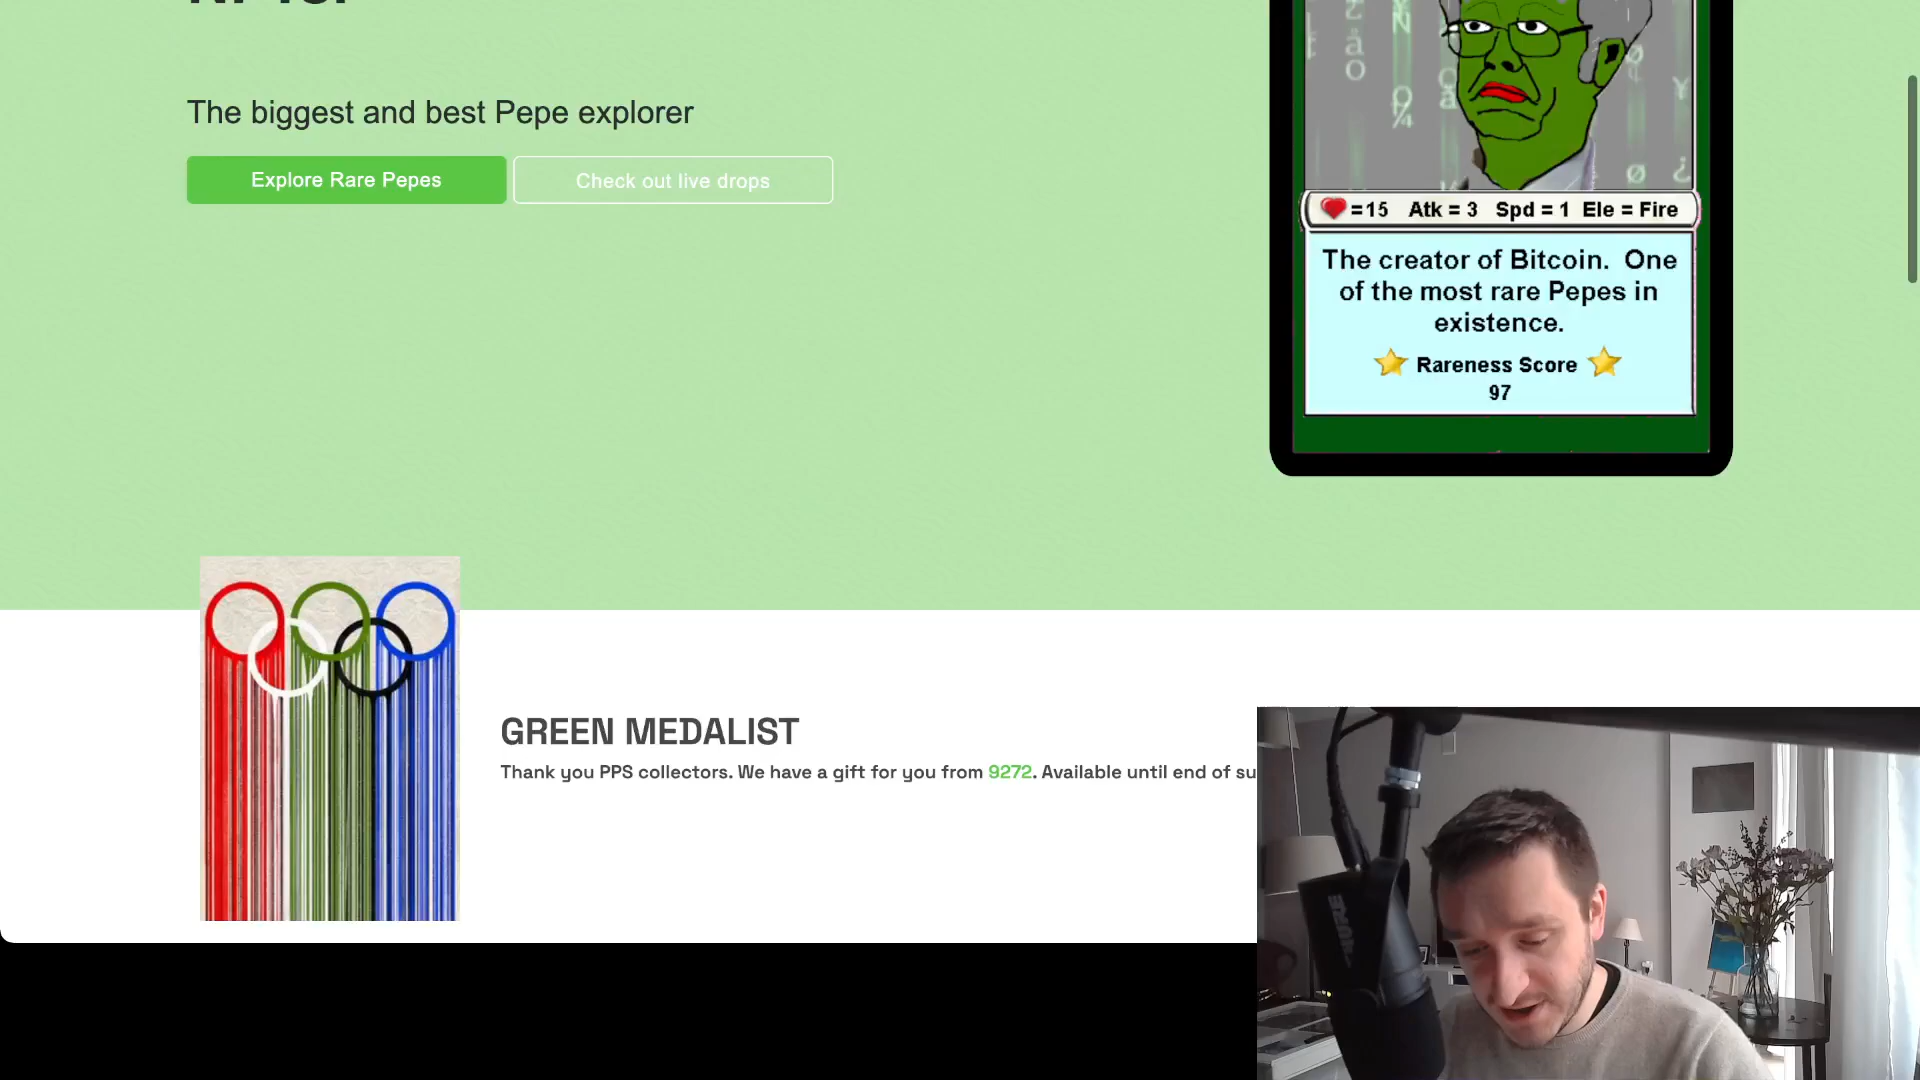 The biggest and best Pepe explorer
Explore Rare Pepes
Check out live drops
=15 Atk = 3 Spd = 1 Ele = Fire
The creator of Bitcoin. One
of the most rare Pepes in
existence.
Rareness Score
97
GREEN MEDALIST
Thank you PPS collectors. We have a gift for you from 9272. Available until end of su
SHURE